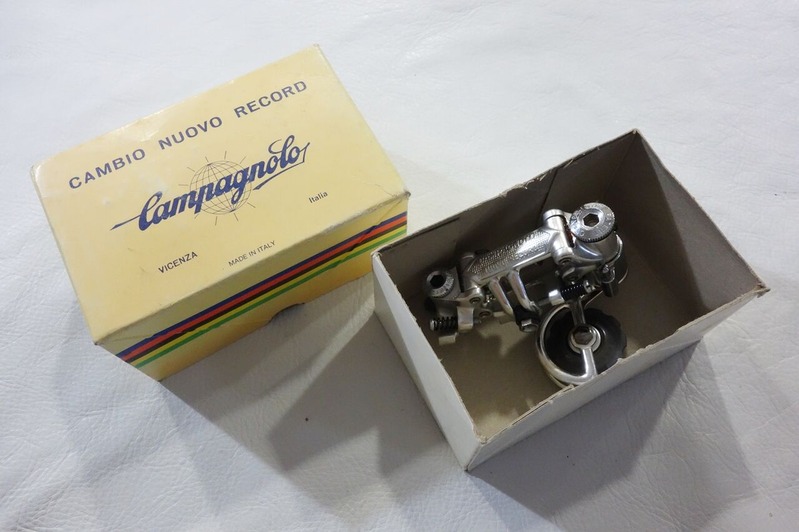 CAMBIO NUOVO RECORD
Campagnolo
VICENZA
MADE IN ITALY
Italia